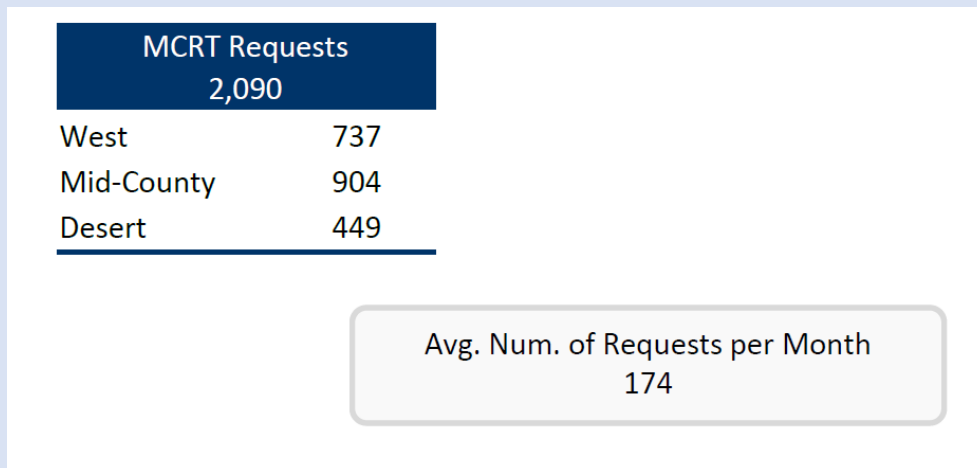 MCRT Requests
2,090
West 737
Mid-County 904
Desert 449
Avg. Num. of Requests per Month
174